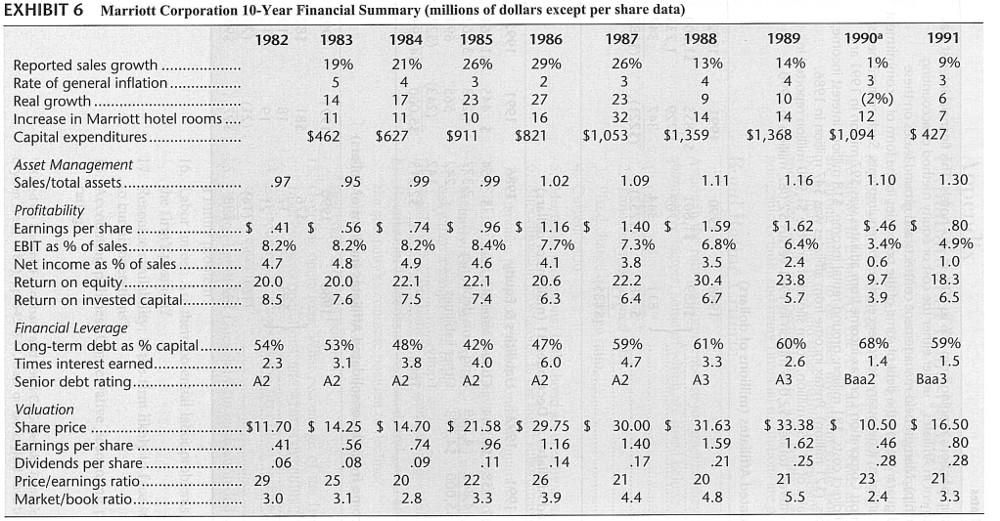 EXHIBIT 6 Marriott Corporation 10-Year Financial Summary (millions of dollars except per share data)
1982 1983 1984 1985 1986 1987 1988 1989 1990a 1991
Reported sales growth .................... 19% 21% 26% 29% 26% 13% 14% 1% 9%
Rate of general inflation .................. 5 4 3 2 3 4 4 3 3
Real growth .................................... 14 17 23 27 23 9 10 (2%) 6
Increase in Marriott hotel rooms .... 11 11 10 16 32 14 14 12 7
Capital expenditures........................ $462 $627 $911 $821 $1,053 $1,359 $1,368 $1,094 $ 427
Asset Management
Sales/total assets............................. .97 .95 .99 .99 1.02 1.09 1.11 1.16 1.10 1.30
Profitability
Earnings per share .......................... $ .41 $ .56 $ .74 $ .96 $ 1.16 $ 1.40 $ 1.59 $ 1.62 $ .46 $ .80
EBIT as % of sales............................ 8.2% 8.2% 8.2% 8.4% 7.7% 7.3% 6.8% 6.4% 3.4% 4.9%
Net income as % of sales ................ 4.7 4.8 4.9 4.6 4.1 3.8 3.5 2.4 0.6 1.0
Return on equity............................. 20.0 20.0 22.1 22.1 20.6 22.2 30.4 23.8 9.7 18.3
Return on invested capital............... 8.5 7.6 7.5 7.4 6.3 6.4 6.7 5.7 3.9 6.5
Financial Leverage
Long-term debt as % capital.......... 54% 53% 48% 42% 47% 59% 61% 60% 68% 59%
Times interest earned...................... 2.3 3.1 3.8 4.0 6.0 4.7 3.3 2.6 1.4 1.5
Senior debt rating........................... A2 A2 A2 A2 A2 A2 A3 A3 Baa2 Baa3
Valuation
Share price ..................................... $11.70 $ 14.25 $ 14.70 $ 21.58 $ 29.75 $ 30.00 $ 31.63 $ 33.38 $ 10.50 $ 16.50
Earnings per share .......................... .41 .56 .74 .96 1.16 1.40 1.59 1.62 .46 .80
Dividends per share ........................ .06 .08 .09 .11 .14 .17 .21 .25 .28 .28
Price/earnings ratio......................... 29 25 20 22 26 21 20 21 23 21
Market/book ratio........................... 3.0 3.1 2.8 3.3 3.9 4.4 4.8 5.5 2.4 3.3